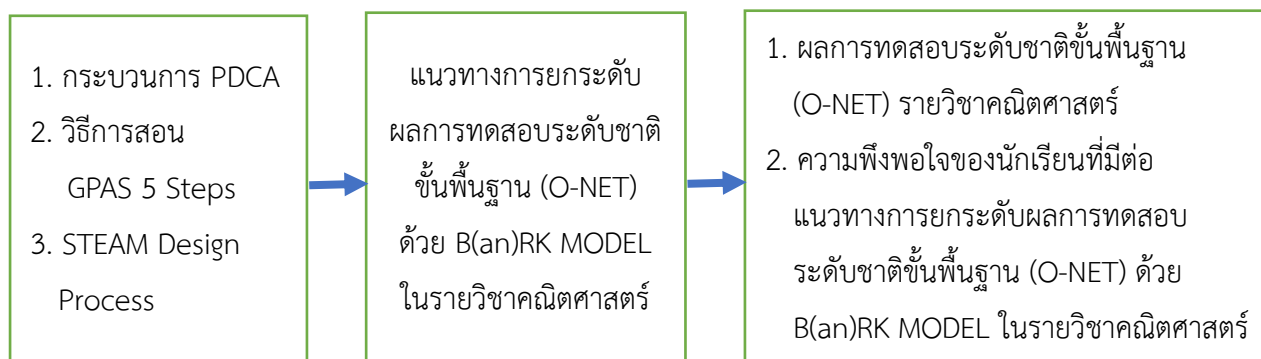 1. กระบวนการ PDCA
2. วิธีการสอน
GPAS 5 Steps
3. STEAM Design
Process
แนวทางการยกระดับ
ผลการทดสอบระดับชาติ
ขั้นพื้นฐาน (O-NET)
ด้วย B(an)RK MODEL
ในรายวิชาคณิตศาสตร์
1. ผลการทดสอบระดับชาติขั้นพื้นฐาน
(O-NET) รายวิชาคณิตศาสตร์
2. ความพึงพอใจของนักเรียนที่มีต่อ
แนวทางการยกระดับผลการทดสอบ
ระดับชาติขั้นพื้นฐาน (O-NET) ด้วย
B(an)RK MODEL ในรายวิชาคณิตศาสตร์